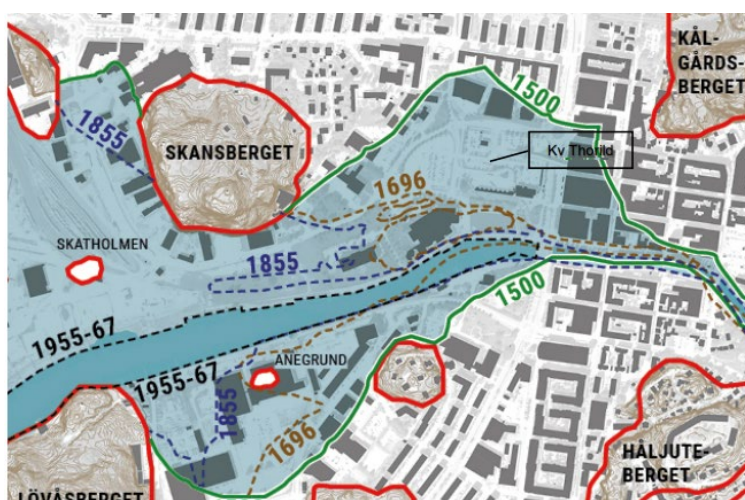 KÅL-
GÅRDS-
BERGET
1500
1855
SKANSBERGET
Kv Thorild
1696
SKATHOLMEN
1855
1500
1955-67
ANEGRUND
1955-67
1855
1696
HÅLJUTE-
BERGET
LÖVÅSBERGET